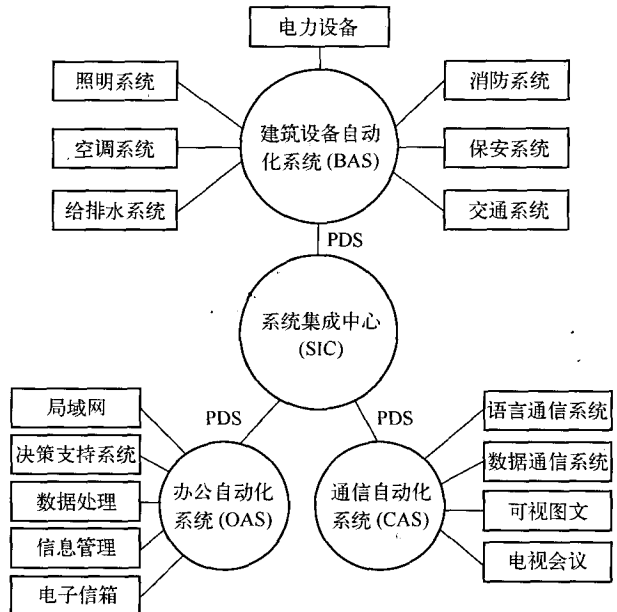 电力设备
照明系统
消防系统
建筑设备自动
化系统(BAS)
空调系统
保安系统
给排水系统
交通系统
PDS
系统集成中心
(SIC)
PDS
PDS
局域网
决策支持系统
数据处理
信息管理
电子信箱
办公自动化
系统(OAS)
通信自动化
系统(CAS)
语言通信系统
数据通信系统
可视图文
电视会议